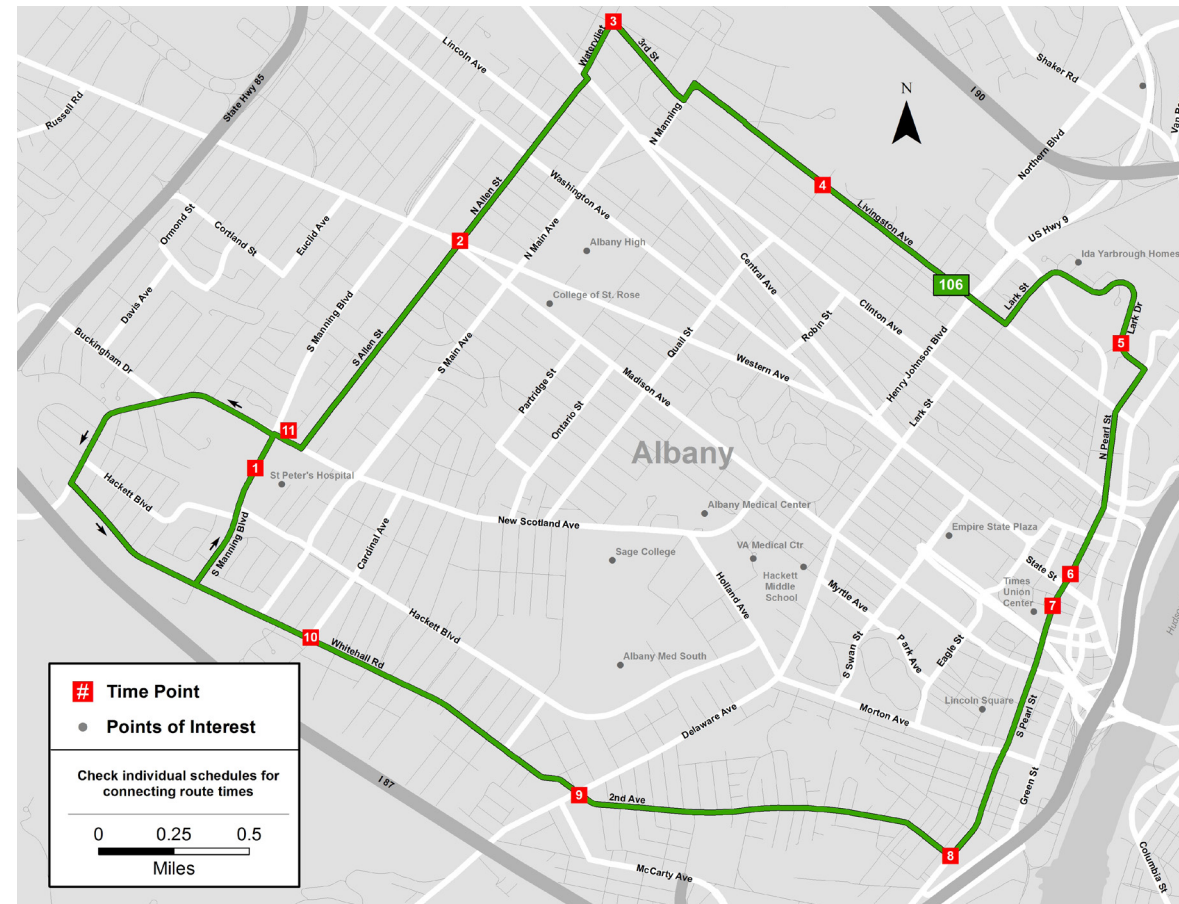 3
Watervliet
3rd St
Lincoln Ave
State Hwy 85
Russell Rd
N Manning
N
Shaker Rd
I 90
Northern Blvd
US Hwy 9
4
Livingston Ave
Washington Ave
N Allen St
Ormond St
Cortland St
Euclid Ave
2
N Main Ave
Albany High
Central Ave
Ida Yarbrough Homes
106
Lark St
Lark Dr
5
College of St. Rose
Davis Ave
S Manning Blvd
Buckingham Dr
S Allen St
S Main Ave
Quail St
Robin St
Clinton Ave
Western Ave
Henry Johnson Blvd
Partridge St
Madison Ave
Ontario St
Lark St
N Pearl St
11
1
St Peter's Hospital
Albany
Hackett Blvd
S Manning Blvd
Cardinal Ave
New Scotland Ave
Albany Medical Center
Empire State Plaza
Sage College
VA Medical Ctr
Hackett
Middle
School
State St
6
Times
Union
Center
7
Holland Ave
Myrtle Ave
Park Ave
S Swan St
Eagle St
Hackett Blvd
10
Whitehall Rd
Albany Med South
Lincoln Square
Delaware Ave
Morton Ave
S Pearl St
Green St
I 87
9
2nd Ave
8
McCarty Ave
Columbia St
# Time Point
Points of Interest
Check individual schedules for
connecting route times
0 0.25 0.5
Miles